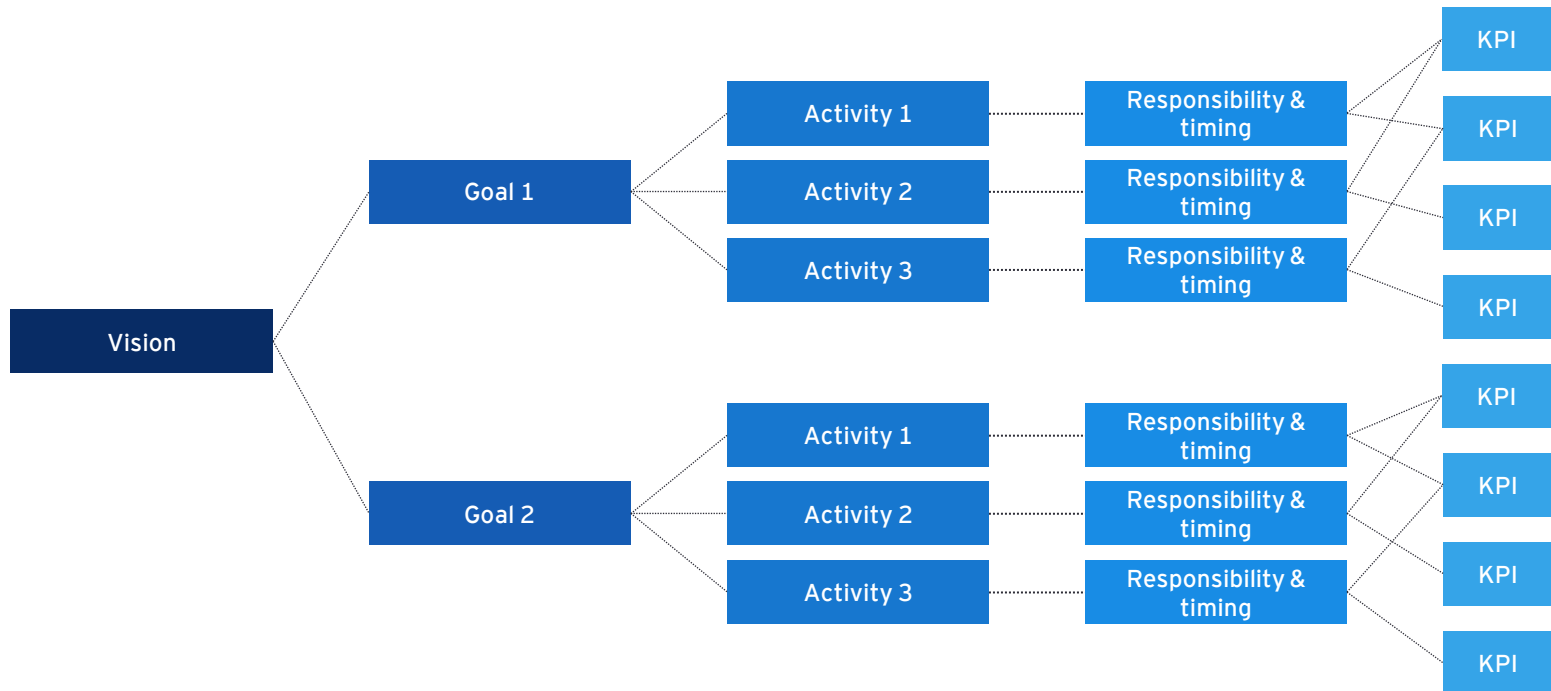 Vision
Goal 1
Goal 2
Activity 1
Activity 2
Activity 3
Activity 1
Activity 2
Activity 3
Responsibility &
timing
Responsibility &
timing
Responsibility &
timing
Responsibility &
timing
Responsibility &
timing
Responsibility &
timing
KPI
KPI
KPI
KPI
KPI
KPI
KPI
KPI